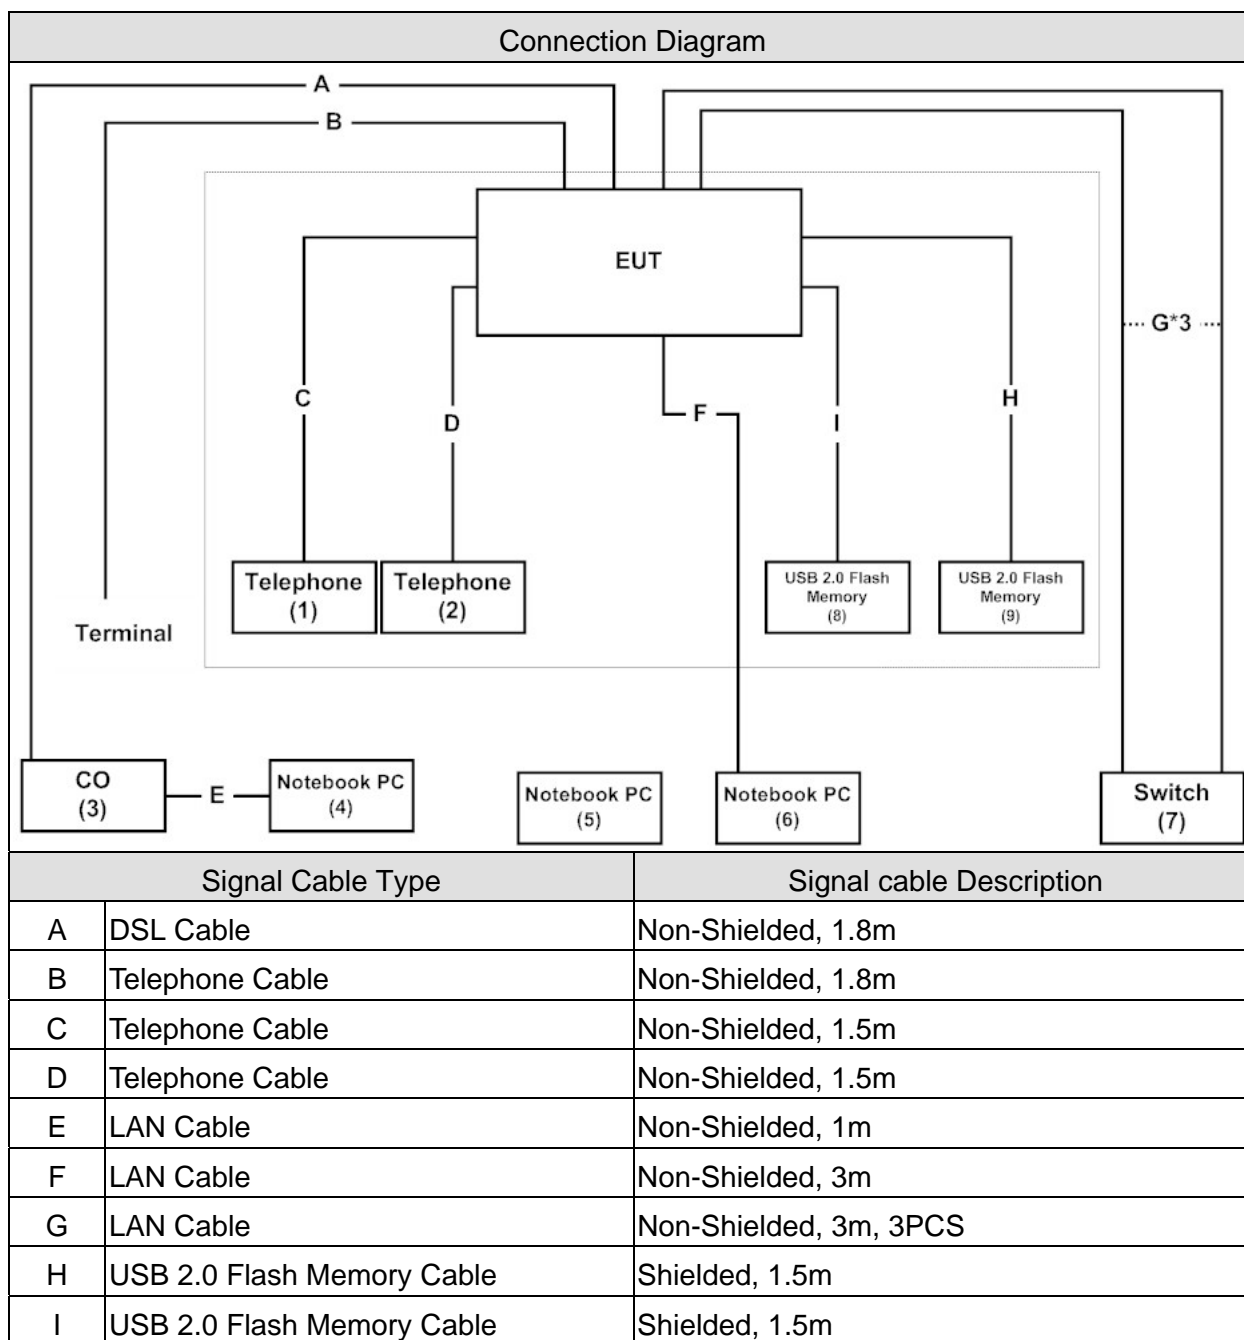 Connection Diagram
A
B
EUT
G*3
C
D
F
I
H
Telephone
(1)
Telephone
(2)
USB 2.0 Flash
Memory
(8)
USB 2.0 Flash
Memory
(9)
Terminal
CO
(3)
E
Notebook PC
(4)
Notebook PC
(5)
Notebook PC
(6)
Switch
(7)
Signal Cable Type Signal cable Description
A DSL Cable Non-Shielded, 1.8m
B Telephone Cable Non-Shielded, 1.8m
C Telephone Cable Non-Shielded, 1.5m
D Telephone Cable Non-Shielded, 1.5m
E LAN Cable Non-Shielded, 1m
F LAN Cable Non-Shielded, 3m
G LAN Cable Non-Shielded, 3m, 3PCS
H USB 2.0 Flash Memory Cable Shielded, 1.5m
I USB 2.0 Flash Memory Cable Shielded, 1.5m